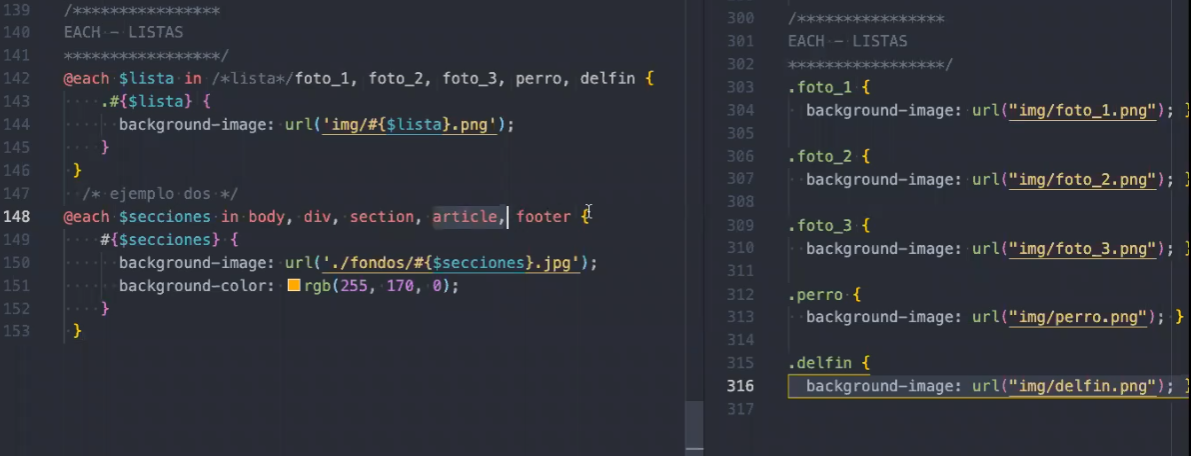 139 /****************
140 EACH - LISTAS
141 *****************/
142 @each $lista in /*lista*/foto_1, foto_2, foto_3, perro, delfin {
143 .#{$lista} {
144 background-image: url('img/#{$lista}.png');
145 }
146 }
147 /* ejemplo dos */
148 @each $secciones in body, div, section, article, footer {
149 #{$secciones} {
150 background-image: url('./fondos/#{$secciones}.jpg');
151 background-color: rgb(255, 170, 0);
152 }
153 }
300 /****************
301 EACH - LISTAS
302 *****************/
303 .foto_1 {
304 background-image: url("img/foto_1.png"); }
305
306 .foto_2 {
307 background-image: url("img/foto_2.png"); }
308
309 .foto_3 {
310 background-image: url("img/foto_3.png"); }
311
312 .perro {
313 background-image: url("img/perro.png"); }
314
315 .delfin {
316 background-image: url("img/delfin.png"); }
317